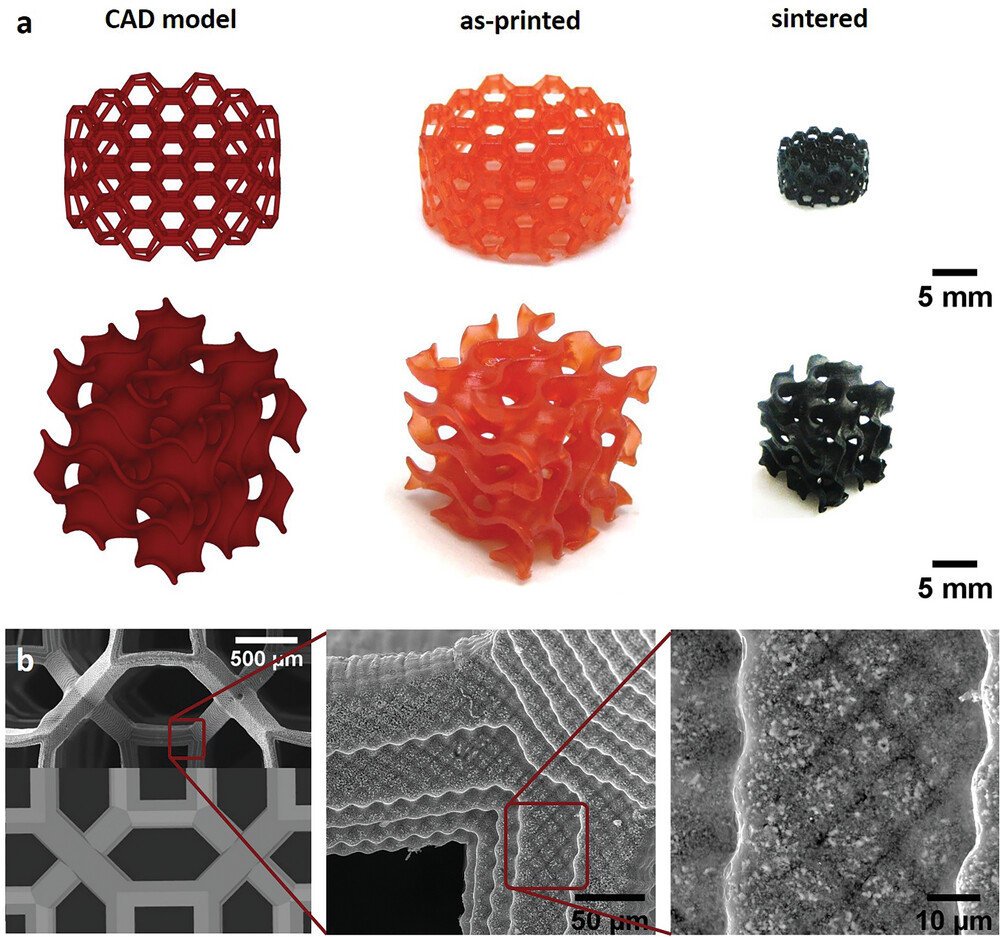 a
CAD model
as-printed
sintered
5 mm
5 mm
b
500 µm
50 µm
10 µm